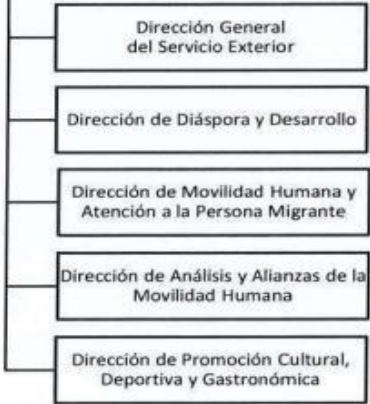 Dirección General
del Servicio Exterior
Dirección de Diáspora y Desarrollo
Dirección de Movilidad Humana y
Atención a la Persona Migrante
Dirección de Análisis y Alianzas de la
Movilidad Humana
Dirección de Promoción Cultural,
Deportiva y Gastronómica